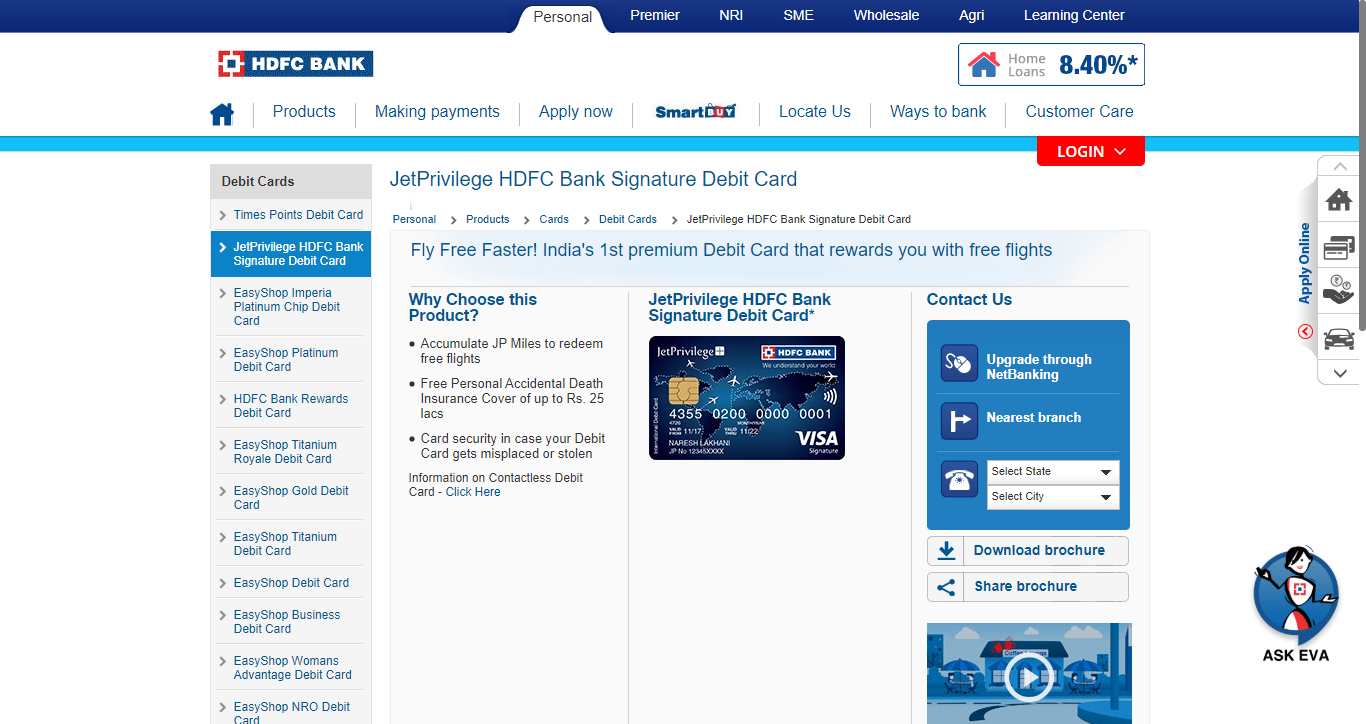 Personal
Premier
NRI
SME
Wholesale
Agri
Learning Center
HDFC BANK
Home
Loans
8.40%*
Products
Making payments
Apply now
SmartBUY
Locate Us
Ways to bank
Customer Care
LOGIN
Debit Cards
Times Points Debit Card
JetPrivilege HDFC Bank
Signature Debit Card
EasyShop Imperia
Platinum Chip Debit
Card
EasyShop Platinum
Debit Card
HDFC Bank Rewards
Debit Card
EasyShop Titanium
Royale Debit Card
EasyShop Gold Debit
Card
EasyShop Titanium
Debit Card
EasyShop Debit Card
EasyShop Business
Debit Card
EasyShop Womans
Advantage Debit Card
EasyShop NRO Debit
Card
JetPrivilege HDFC Bank Signature Debit Card
Personal
Products
Cards
Debit Cards
JetPrivilege HDFC Bank Signature Debit Card
Fly Free Faster! India's 1st premium Debit Card that rewards you with free flights
Why Choose this
Product?
Accumulate JP Miles to redeem
free flights
Free Personal Accidental Death
Insurance Cover of up to Rs. 25
lacs
Card security in case your Debit
Card gets misplaced or stolen
Information on Contactless Debit
Card - Click Here
JetPrivilege HDFC Bank
Signature Debit Card*
JetPrivilege
HDFC BANK
We understand your world
International Debit Card
4355 0200 0000 0001
4726
MONTH/YEAR
VALID
FROM 11/17
VALID
THRU 11/22
NARESH LAKHANI
JP No 12345XXXX
VISA
Signature
Contact Us
Upgrade through
NetBanking
Nearest branch
Select State
Select City
Download brochure
Share brochure
Apply Online
ASK EVA